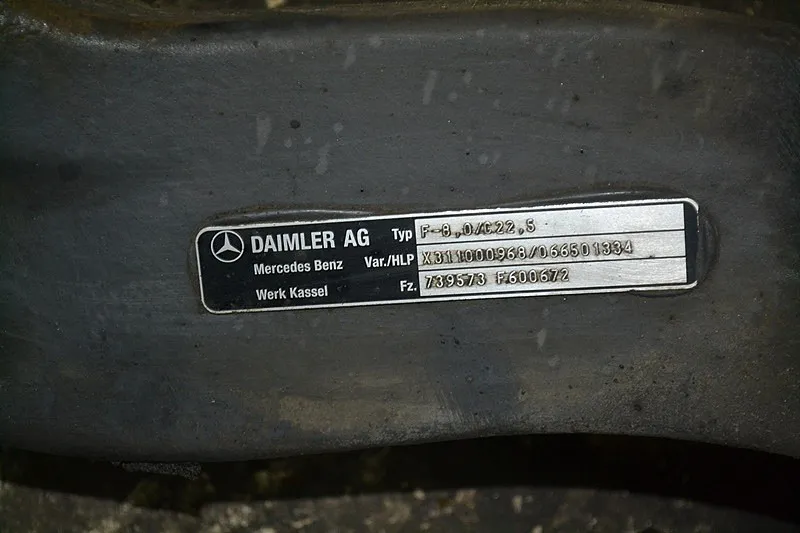 DAIMLER AG Typ F-8,0/C22,5
Mercedes Benz Var./HLP X311000968/066501334
Werk Kassel Fz. 739573 F600672